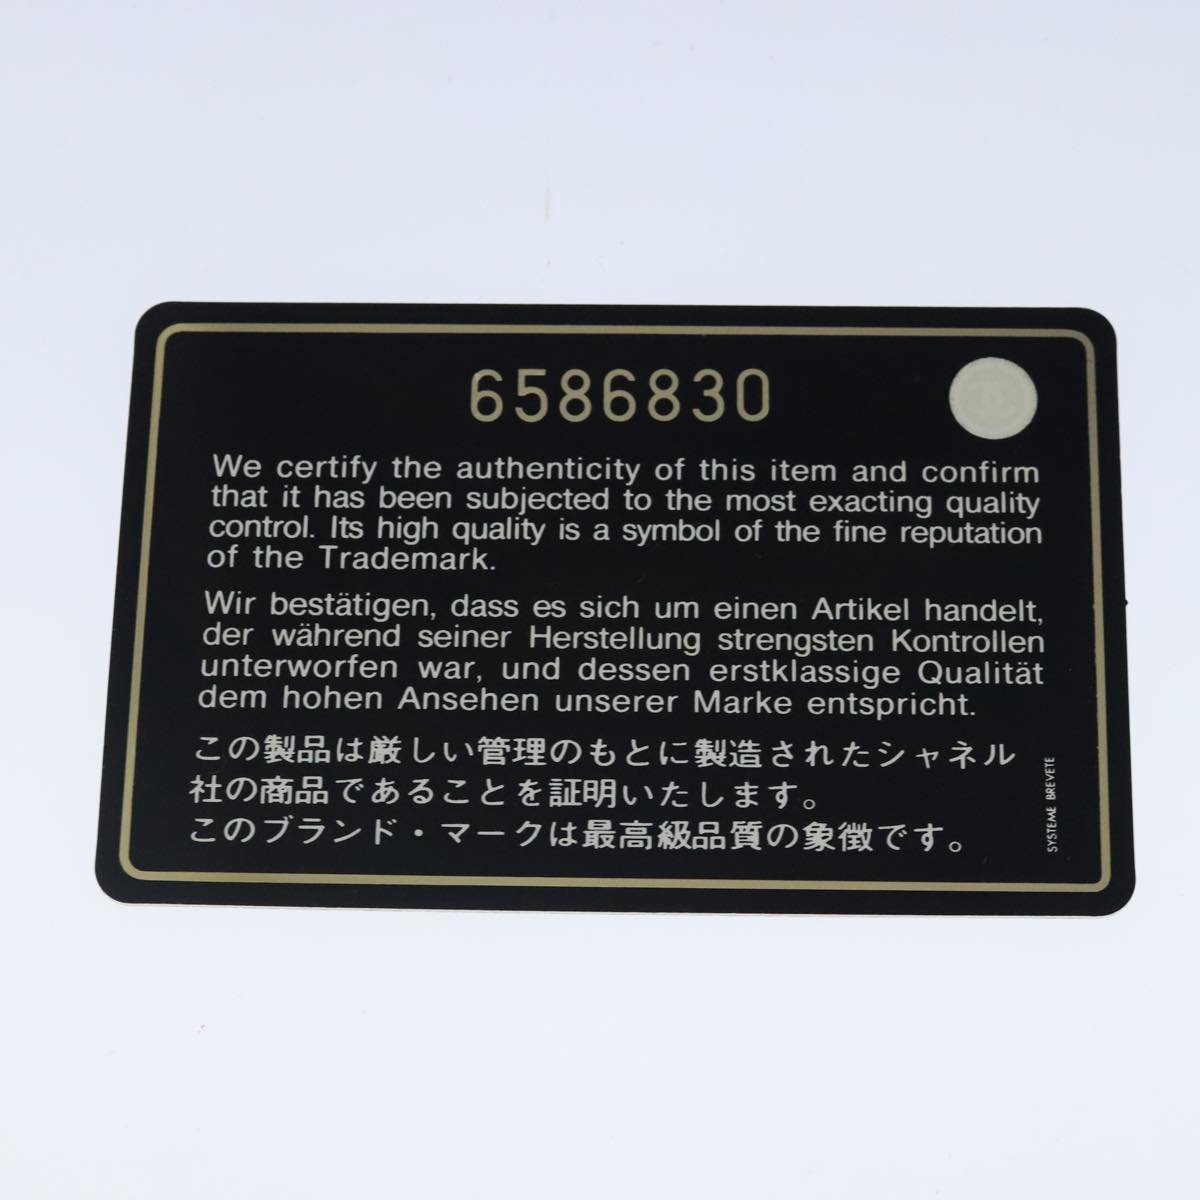 6586830
We certify the authenticity of this item and confirm
that it has been subjected to the most exacting quality
control. Its high quality is a symbol of the fine reputation
of the Trademark.
Wir bestätigen, dass es sich um einen Artikel handelt,
der während seiner Herstellung strengsten Kontrollen
unterworfen war, und dessen erstklassige Qualität
dem hohen Ansehen unserer Marke entspricht.
この製品は厳しい管理のもとに製造されたシャネル
社の商品であることを証明いたします。
このブランド・マークは最高級品質の象徴です。
SYSTEME BREVETE